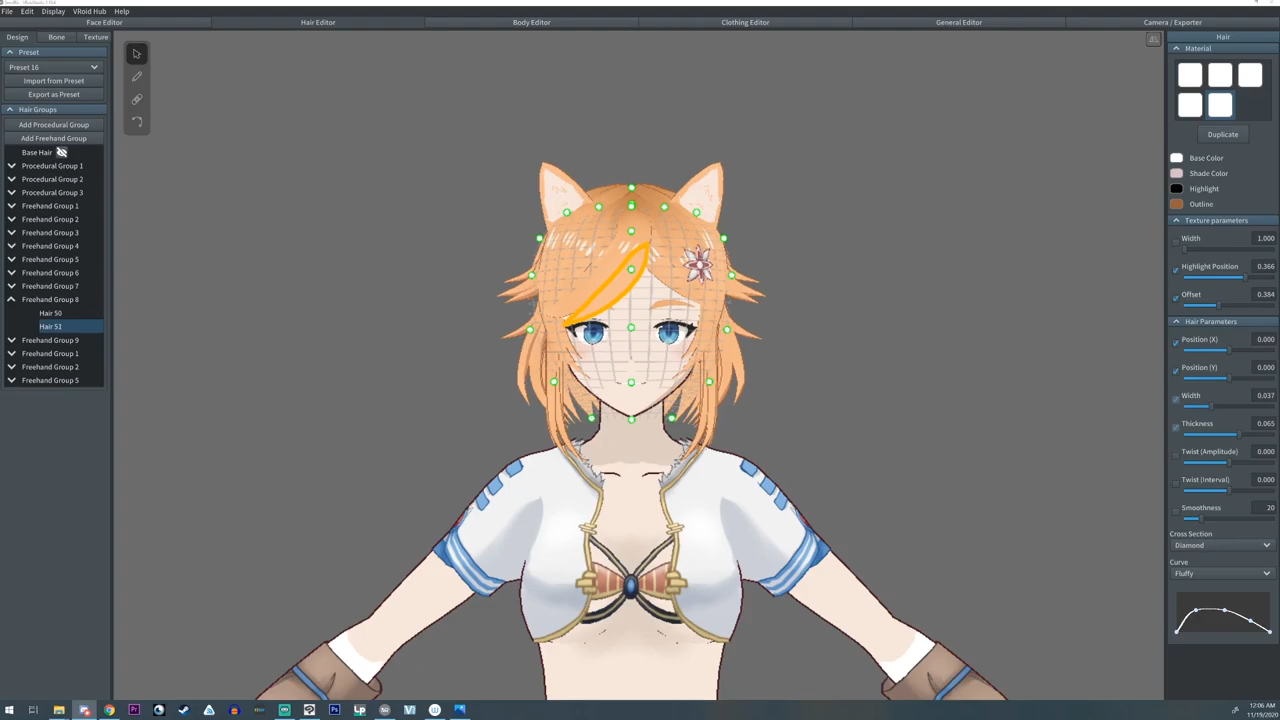 File Edit Display VRoid Hub Help
Face Editor Hair Editor Body Editor Clothing Editor General Editor Camera / Exporter
Design Bone Texture
Preset
Preset 16
Import from Preset
Export as Preset
Hair Groups
Add Procedural Group
Add Freehand Group
Base Hair
Procedural Group 1
Procedural Group 2
Procedural Group 3
Freehand Group 1
Freehand Group 2
Freehand Group 3
Freehand Group 4
Freehand Group 5
Freehand Group 6
Freehand Group 7
Freehand Group 8
Hair 50
Hair 51
Freehand Group 9
Freehand Group 1
Freehand Group 2
Freehand Group 5
Hair
Material
Duplicate
Base Color
Shade Color
Highlight
Outline
Texture parameters
Width 1.000
Highlight Position 0.366
Offset 0.384
Hair Parameters
Position (X) 0.000
Position (Y) 0.000
Width 0.037
Thickness 0.065
Twist (Amplitude) 0.000
Twist (Interval) 0.000
Smoothness 20
Cross Section
Diamond
Curve
Fluffy
12:06 AM
11/19/2020